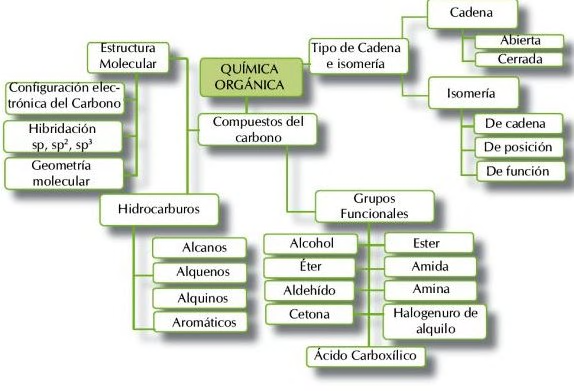 QUÍMICA
ORGÁNICA
Estructura
Molecular
Configuración elec-
trónica del Carbono
Hibridación
sp, sp², sp³
Geometría
molecular
Tipo de Cadena
e isomería
Cadena
Abierta
Cerrada
Isomería
De cadena
De posición
De función
Compuestos del
carbono
Hidrocarburos
Alcanos
Alquenos
Alquinos
Aromáticos
Grupos
Funcionales
Alcohol
Éter
Aldehído
Cetona
Ester
Amida
Amina
Halogenuro de
alquilo
Ácido Carboxílico